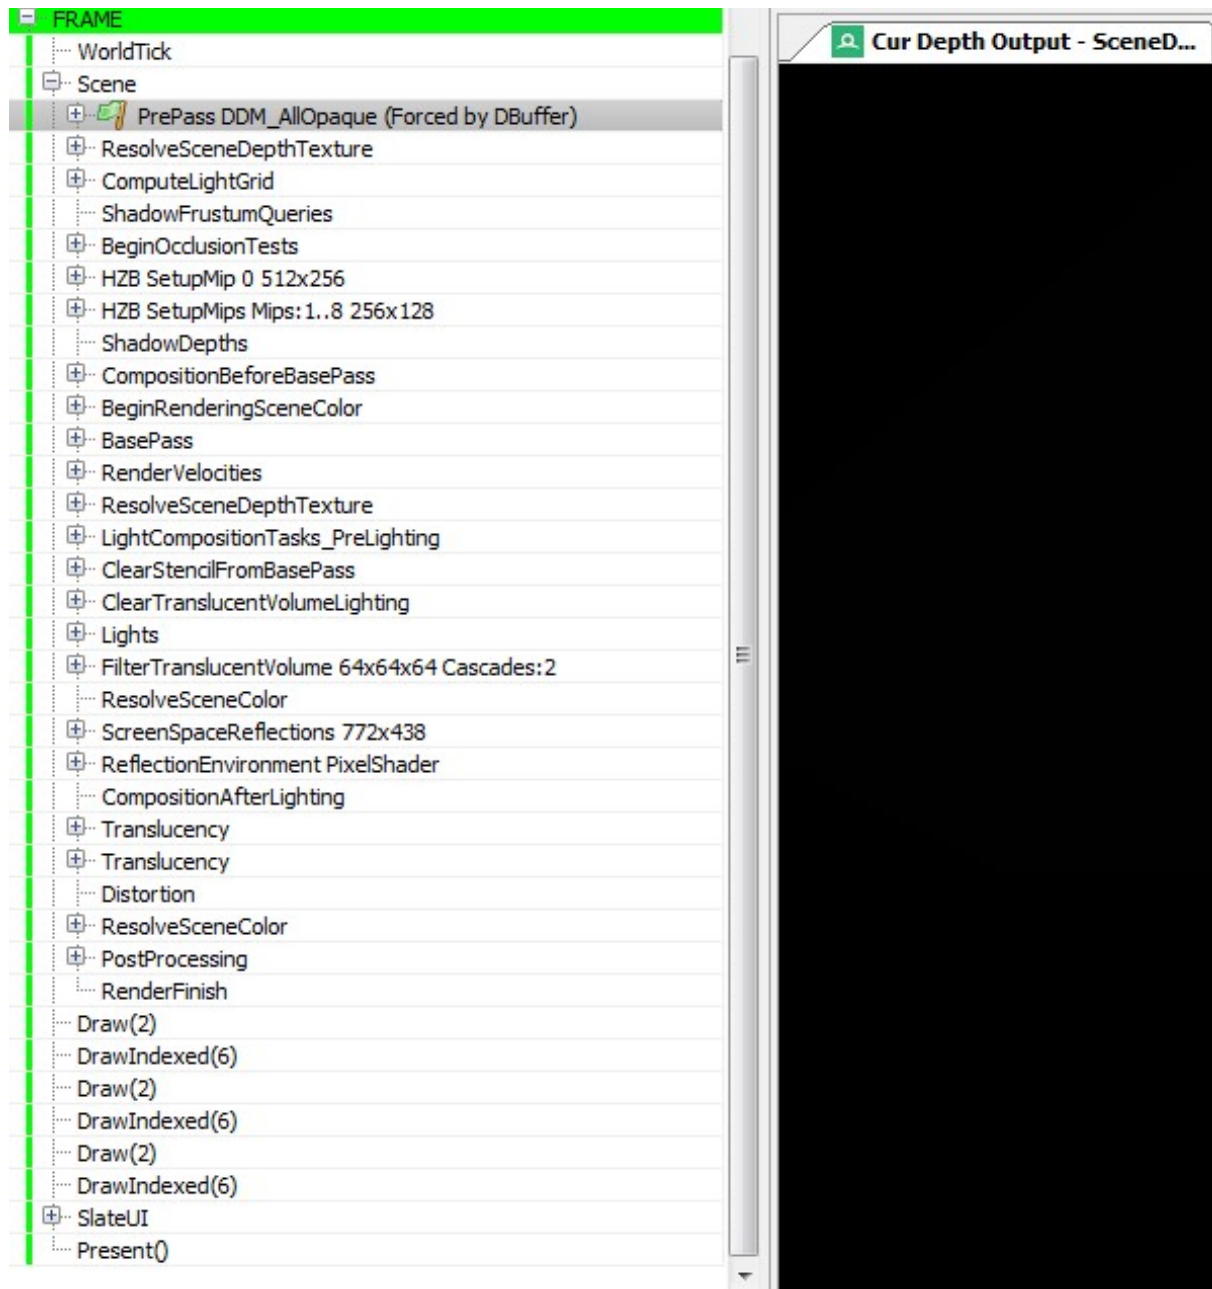 FRAME
WorldTick
Scene
PrePass DDM_AllOpaque (Forced by DBuffer)
ResolveSceneDepthTexture
ComputeLightGrid
ShadowFrustumQueries
BeginOcclusionTests
HZB SetupMip 0 512x256
HZB SetupMips Mips:1..8 256x128
ShadowDepths
CompositionBeforeBasePass
BeginRenderingSceneColor
BasePass
RenderVelocities
ResolveSceneDepthTexture
LightCompositionTasks_PreLighting
ClearStencilFromBasePass
ClearTranslucentVolumeLighting
Lights
FilterTranslucentVolume 64x64x64 Cascades:2
ResolveSceneColor
ScreenSpaceReflections 772x438
ReflectionEnvironment PixelShader
CompositionAfterLighting
Translucency
Translucency
Distortion
ResolveSceneColor
PostProcessing
RenderFinish
Draw(2)
DrawIndexed(6)
Draw(2)
DrawIndexed(6)
Draw(2)
DrawIndexed(6)
SlateUI
Present()
Cur Depth Output - SceneD...